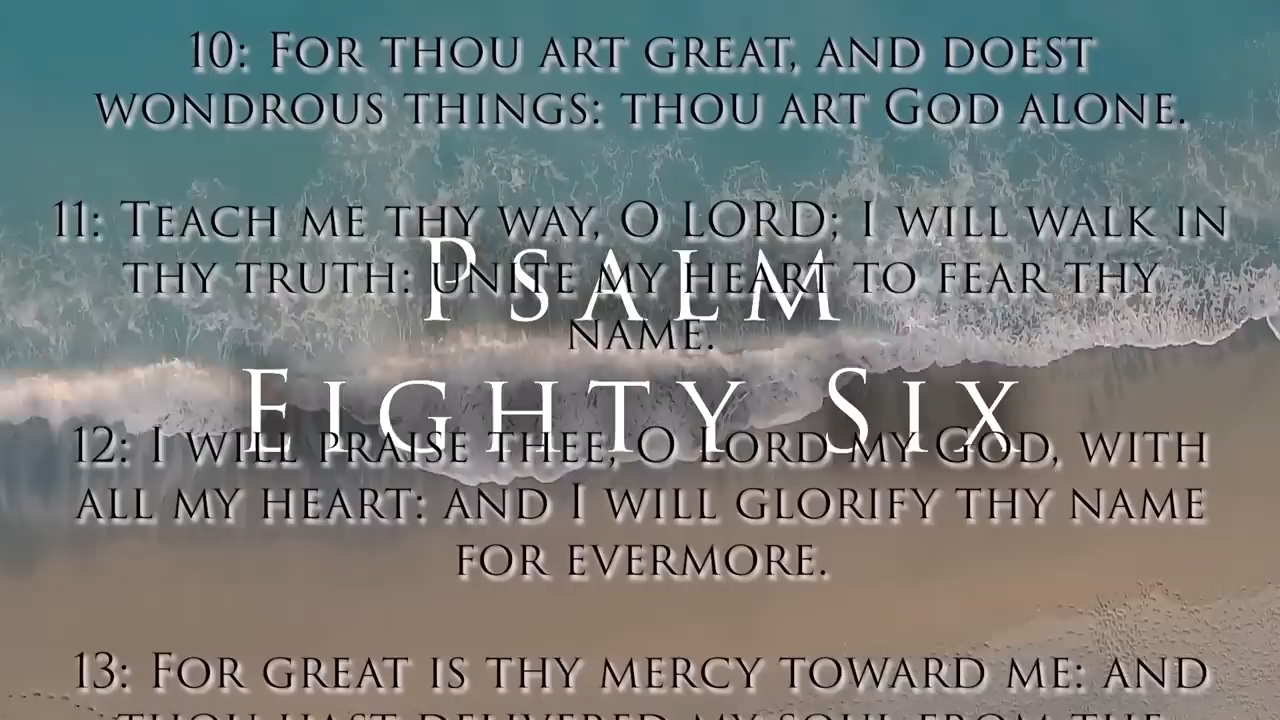 10: For thou art great, and doest
wondrous things: thou art God alone.
11: Teach me thy way, O LORD; I will walk in
thy truth: unite my heart to fear thy
name.
Psalm
Eighty Six
12: I will praise thee, O Lord my God, with
all my heart: and I will glorify thy name
for evermore.
13: For great is thy mercy toward me: and
thou hast delivered my soul from the